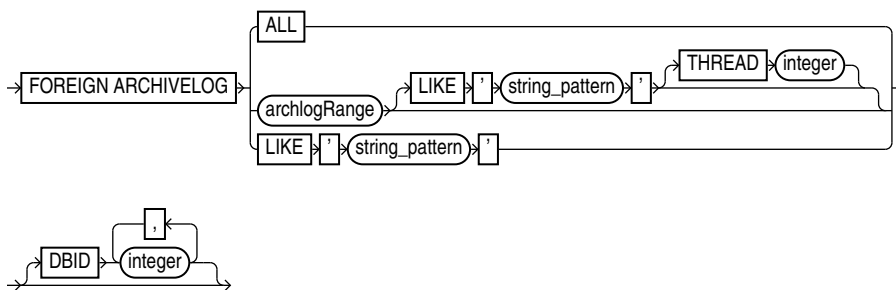 ALL
FOREIGN ARCHIVELOG archlogRange LIKE ' string_pattern ' THREAD integer
LIKE ' string_pattern '
DBID integer ,